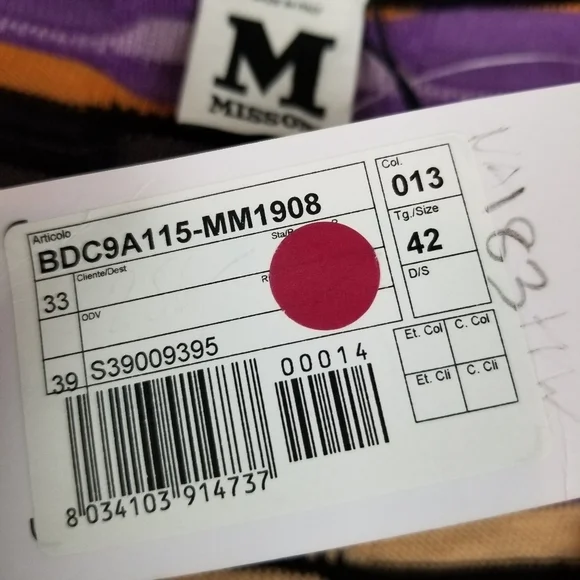 M
MISSONI
Articolo
BDC9A115-MM1908
Col.
013
Tg./Size
42
D/S
33
Cliente/Dest
ODV
39
S39009395
00014
Et. Col
C. Col
Et. Cli
C. Cli
8 034103 914737